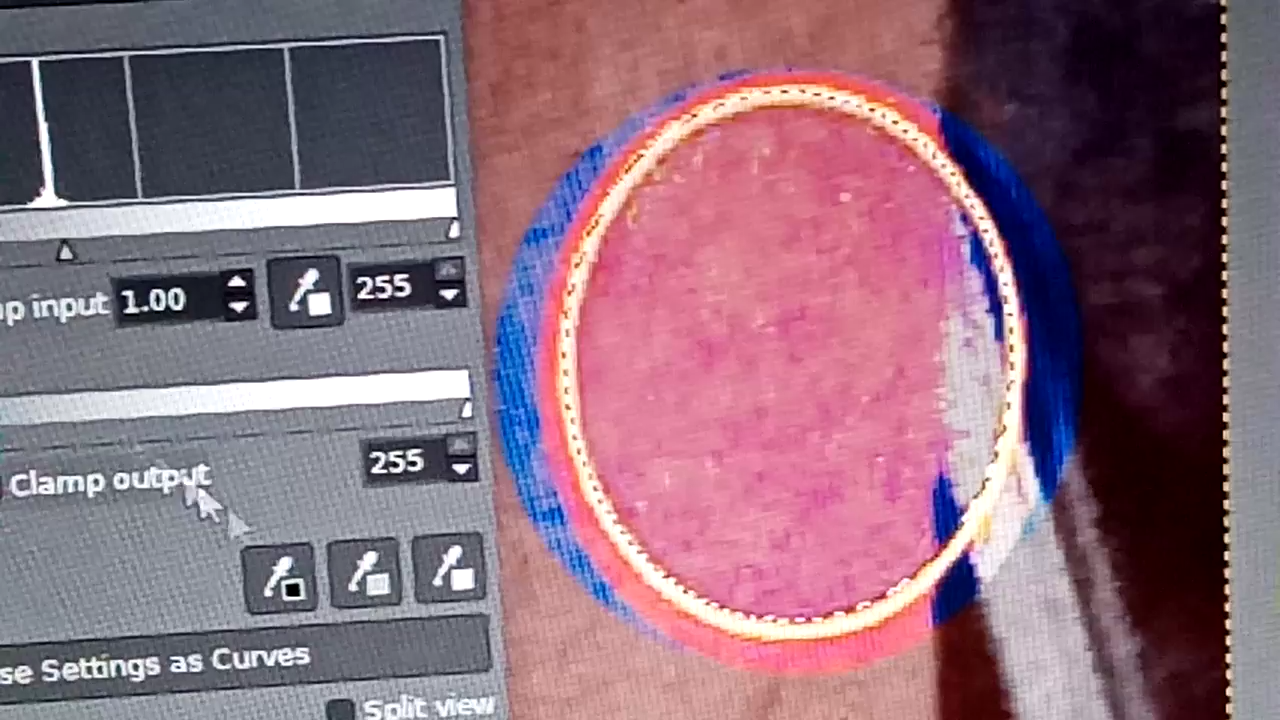 p input 1.00 255
Clamp output 255
se Settings as Curves
Split view